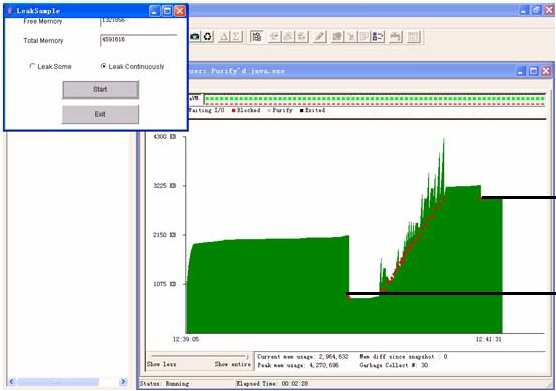 LeakSample
Free Memory 1327856
Total Memory 4591616
Leak Some Leak Continuously
Start
Exit
Purify'd java.exe
Waiting I/O Blocked Purify Exited
4300 KB
3225 KB
2150 KB
1075 KB
12:39:05 12:41:31
Show less Show entire
Current mem usage: 2,964,632 Mem diff since snapshot : 0
Peak mem usage: 4,270,696 Garbage Collect #: 30
Status: Running Elapsed Time: 00:02:28